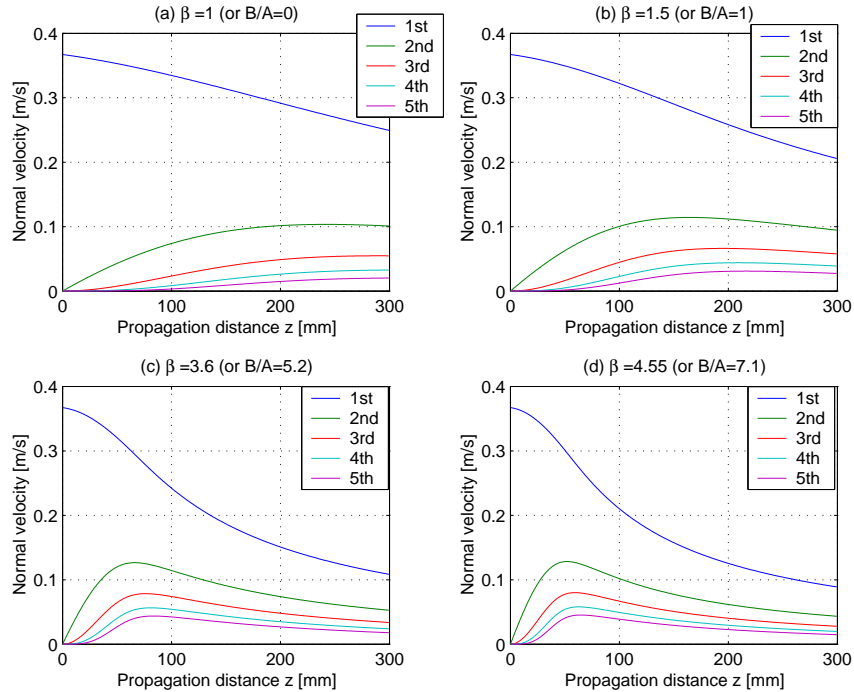 (a) β =1 (or B/A=0)
0.4
0.3
0.2
0.1
0
Normal velocity [m/s]
0
100
200
300
Propagation distance z [mm]
1st
2nd
3rd
4th
5th
(b) β =1.5 (or B/A=1)
0.4
0.3
0.2
0.1
0
Normal velocity [m/s]
0
100
200
300
Propagation distance z [mm]
1st
2nd
3rd
4th
5th
(c) β =3.6 (or B/A=5.2)
0.4
0.3
0.2
0.1
0
Normal velocity [m/s]
0
100
200
300
Propagation distance z [mm]
1st
2nd
3rd
4th
5th
(d) β =4.55 (or B/A=7.1)
0.4
0.3
0.2
0.1
0
Normal velocity [m/s]
0
100
200
300
Propagation distance z [mm]
1st
2nd
3rd
4th
5th